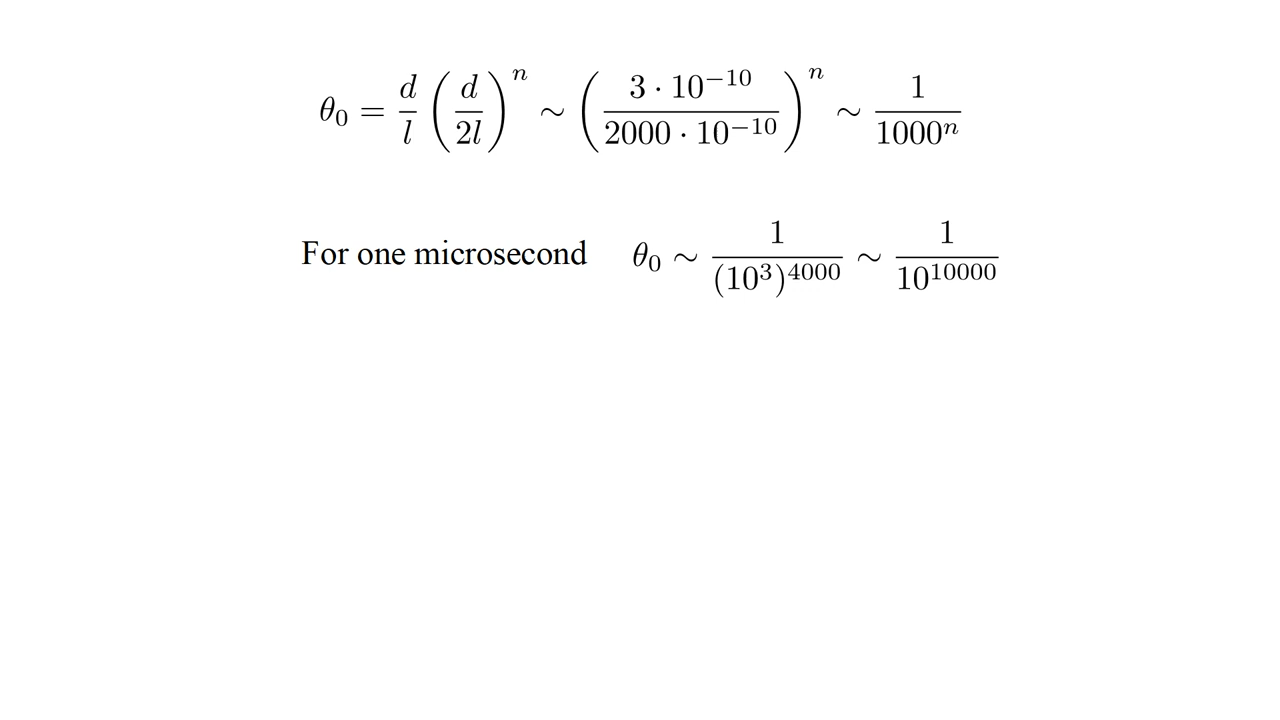 θ₀ = d/l (d/2l)ⁿ ∼ (3 · 10⁻¹⁰ / 2000 · 10⁻¹⁰)ⁿ ∼ 1/1000ⁿ
For one microsecond θ₀ ∼ 1/(10³)⁴⁰⁰⁰ ∼ 1/10¹⁰⁰⁰⁰